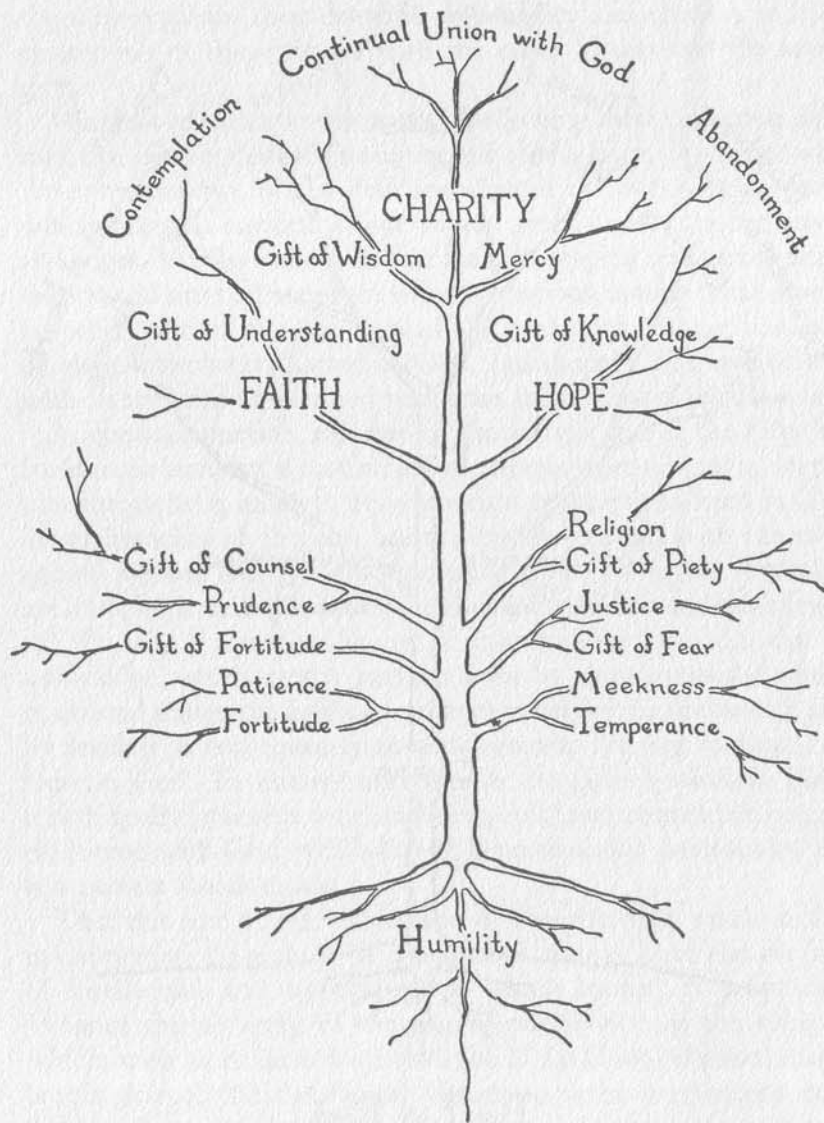 Continual Union with God
Contemplation
Abandonment
CHARITY
Gift of Wisdom
Mercy
Gift of Understanding
Gift of Knowledge
FAITH
HOPE
Religion
Gift of Counsel
Gift of Piety
Prudence
Justice
Gift of Fortitude
Gift of Fear
Patience
Meekness
Fortitude
Temperance
Humility